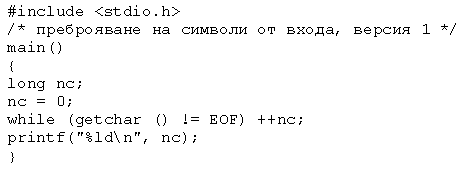 #include <stdio.h>
/* преброяване на символи от входа, версия 1 */
main()
{
long nc;
nc = 0;
while (getchar () != EOF) ++nc;
printf("%ld\n", nc);
}